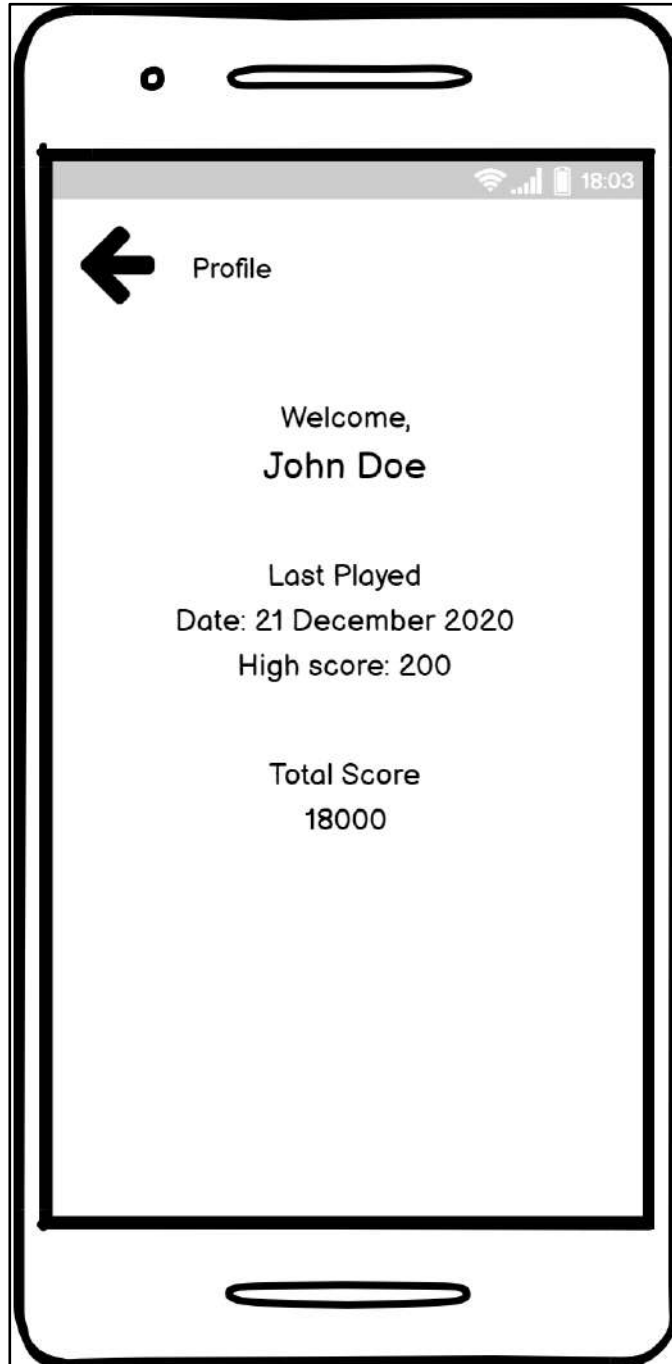 18:03
Profile
Welcome,
John Doe
Last Played
Date: 21 December 2020
High score: 200
Total Score
18000